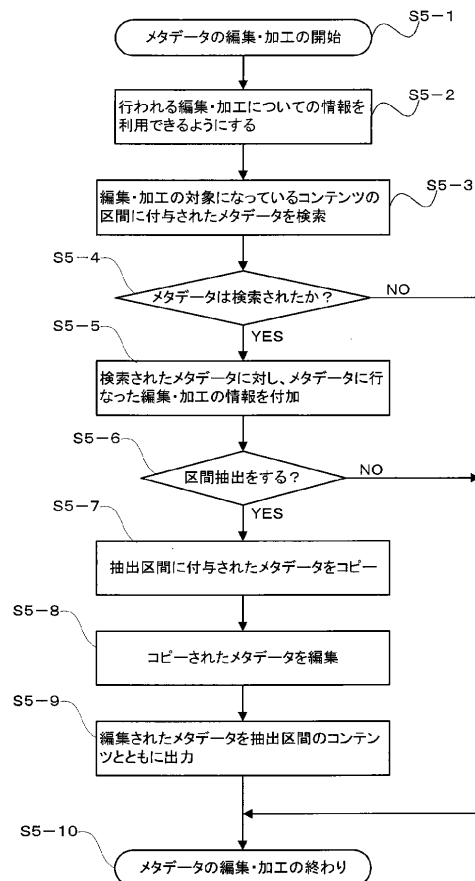 S5-1
メタデータの編集・加工の開始
S5-2
行われる編集・加工についての情報を
利用できるようにする
S5-3
編集・加工の対象になっているコンテンツの
区間に付与されたメタデータを検索
S5-4
メタデータは検索されたか？
NO
YES
S5-5
検索されたメタデータに対し、メタデータに行
なった編集・加工の情報を付加
S5-6
区間抽出をする？
NO
YES
S5-7
抽出区間に付与されたメタデータをコピー
S5-8
コピーされたメタデータを編集
S5-9
編集されたメタデータを抽出区間のコンテン
ツとともに出力
S5-10
メタデータの編集・加工の終わり